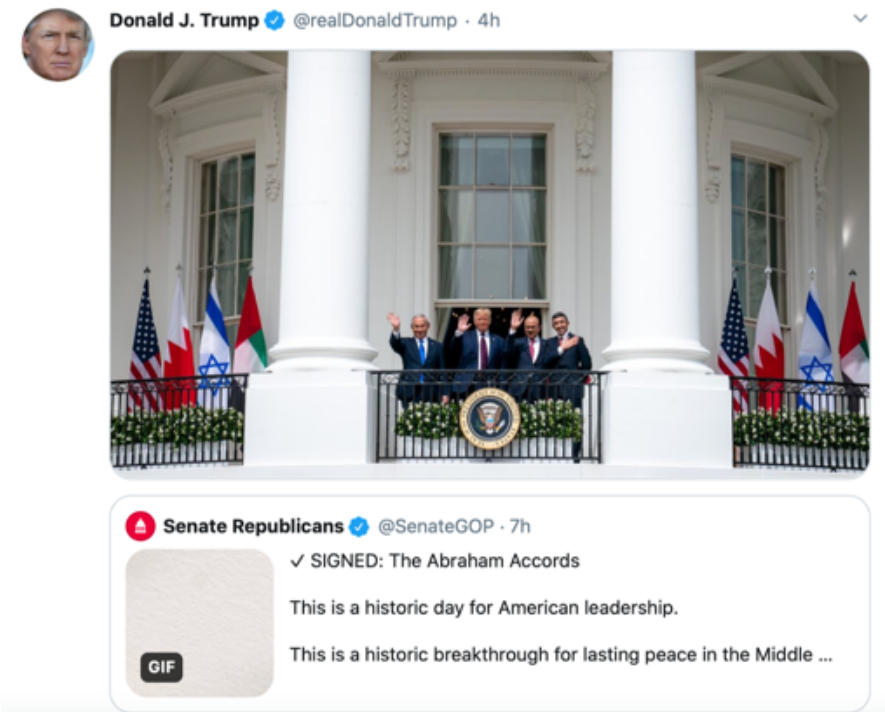 Donald J. Trump @realDonaldTrump · 4h
Senate Republicans @SenateGOP · 7h
✓ SIGNED: The Abraham Accords
This is a historic day for American leadership.
This is a historic breakthrough for lasting peace in the Middle ...
GIF